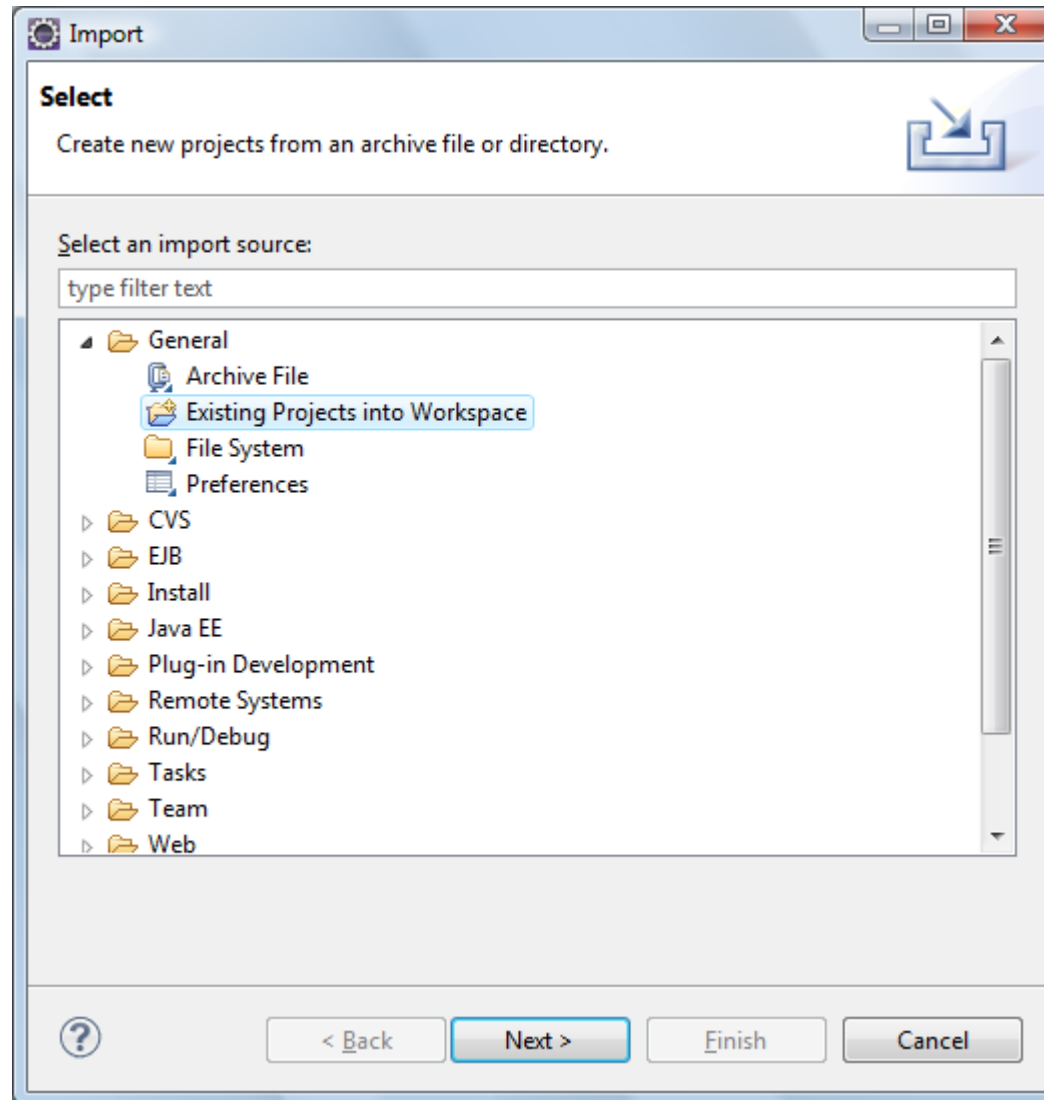 Import
Select
Create new projects from an archive file or directory.
Select an import source:
type filter text
General
Archive File
Existing Projects into Workspace
File System
Preferences
CVS
EJB
Install
Java EE
Plug-in Development
Remote Systems
Run/Debug
Tasks
Team
Web
? < Back Next > Finish Cancel